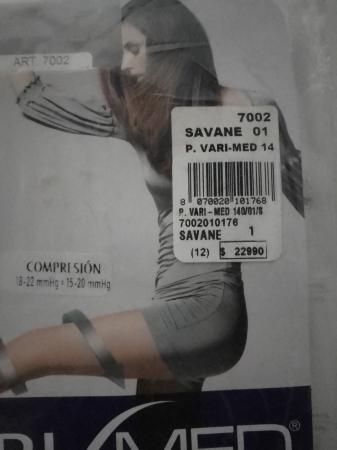 ART 7002
7002
SAVANE 01
P. VARI-MED 14
8 070020 101768
P. VARI - MED 140/01/S
7002010176
SAVANE 1
(12) $ 22990
COMPRESIÓN
18-22 mmHg = 15-20 mmHg
MED®